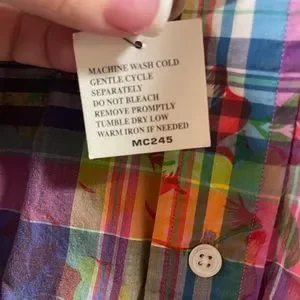 MACHINE WASH COLD
GENTLE CYCLE
SEPARATELY
DO NOT BLEACH
REMOVE PROMPTLY
TUMBLE DRY LOW
WARM IRON IF NEEDED
MC245